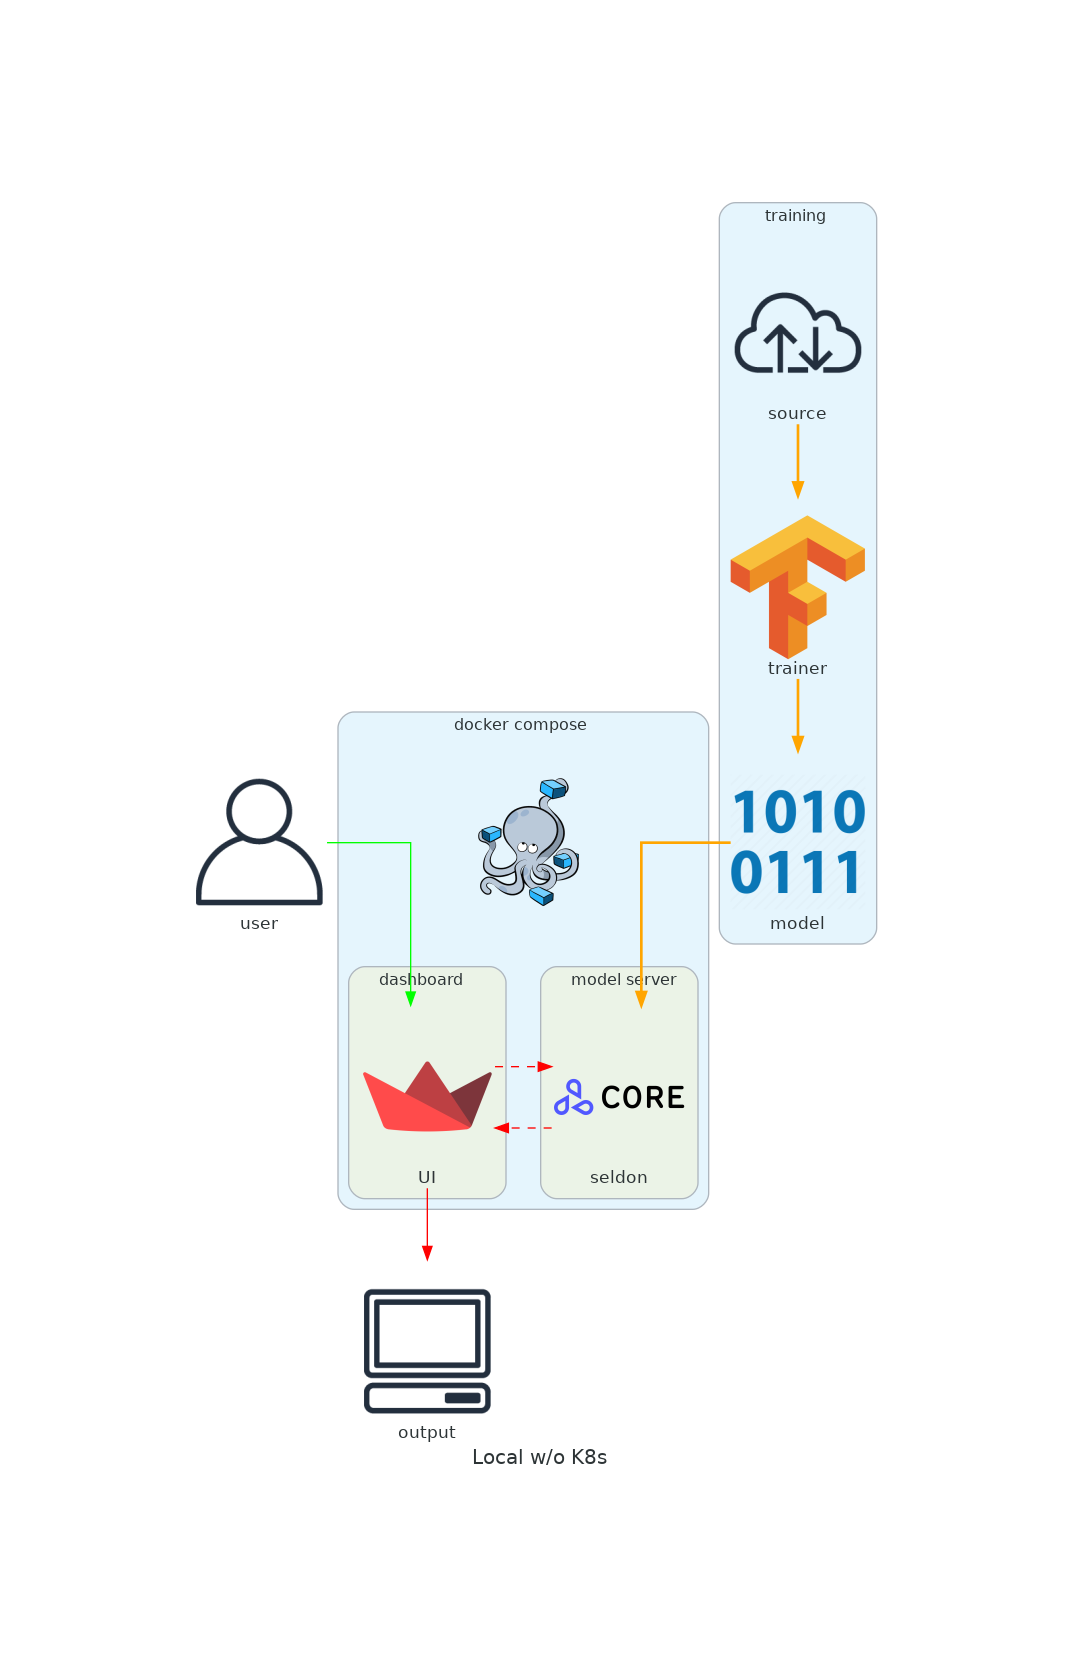 training
source
trainer
docker compose
1010
0111
user
model
dashboard
model server
CORE
UI
seldon
output
Local w/o K8s